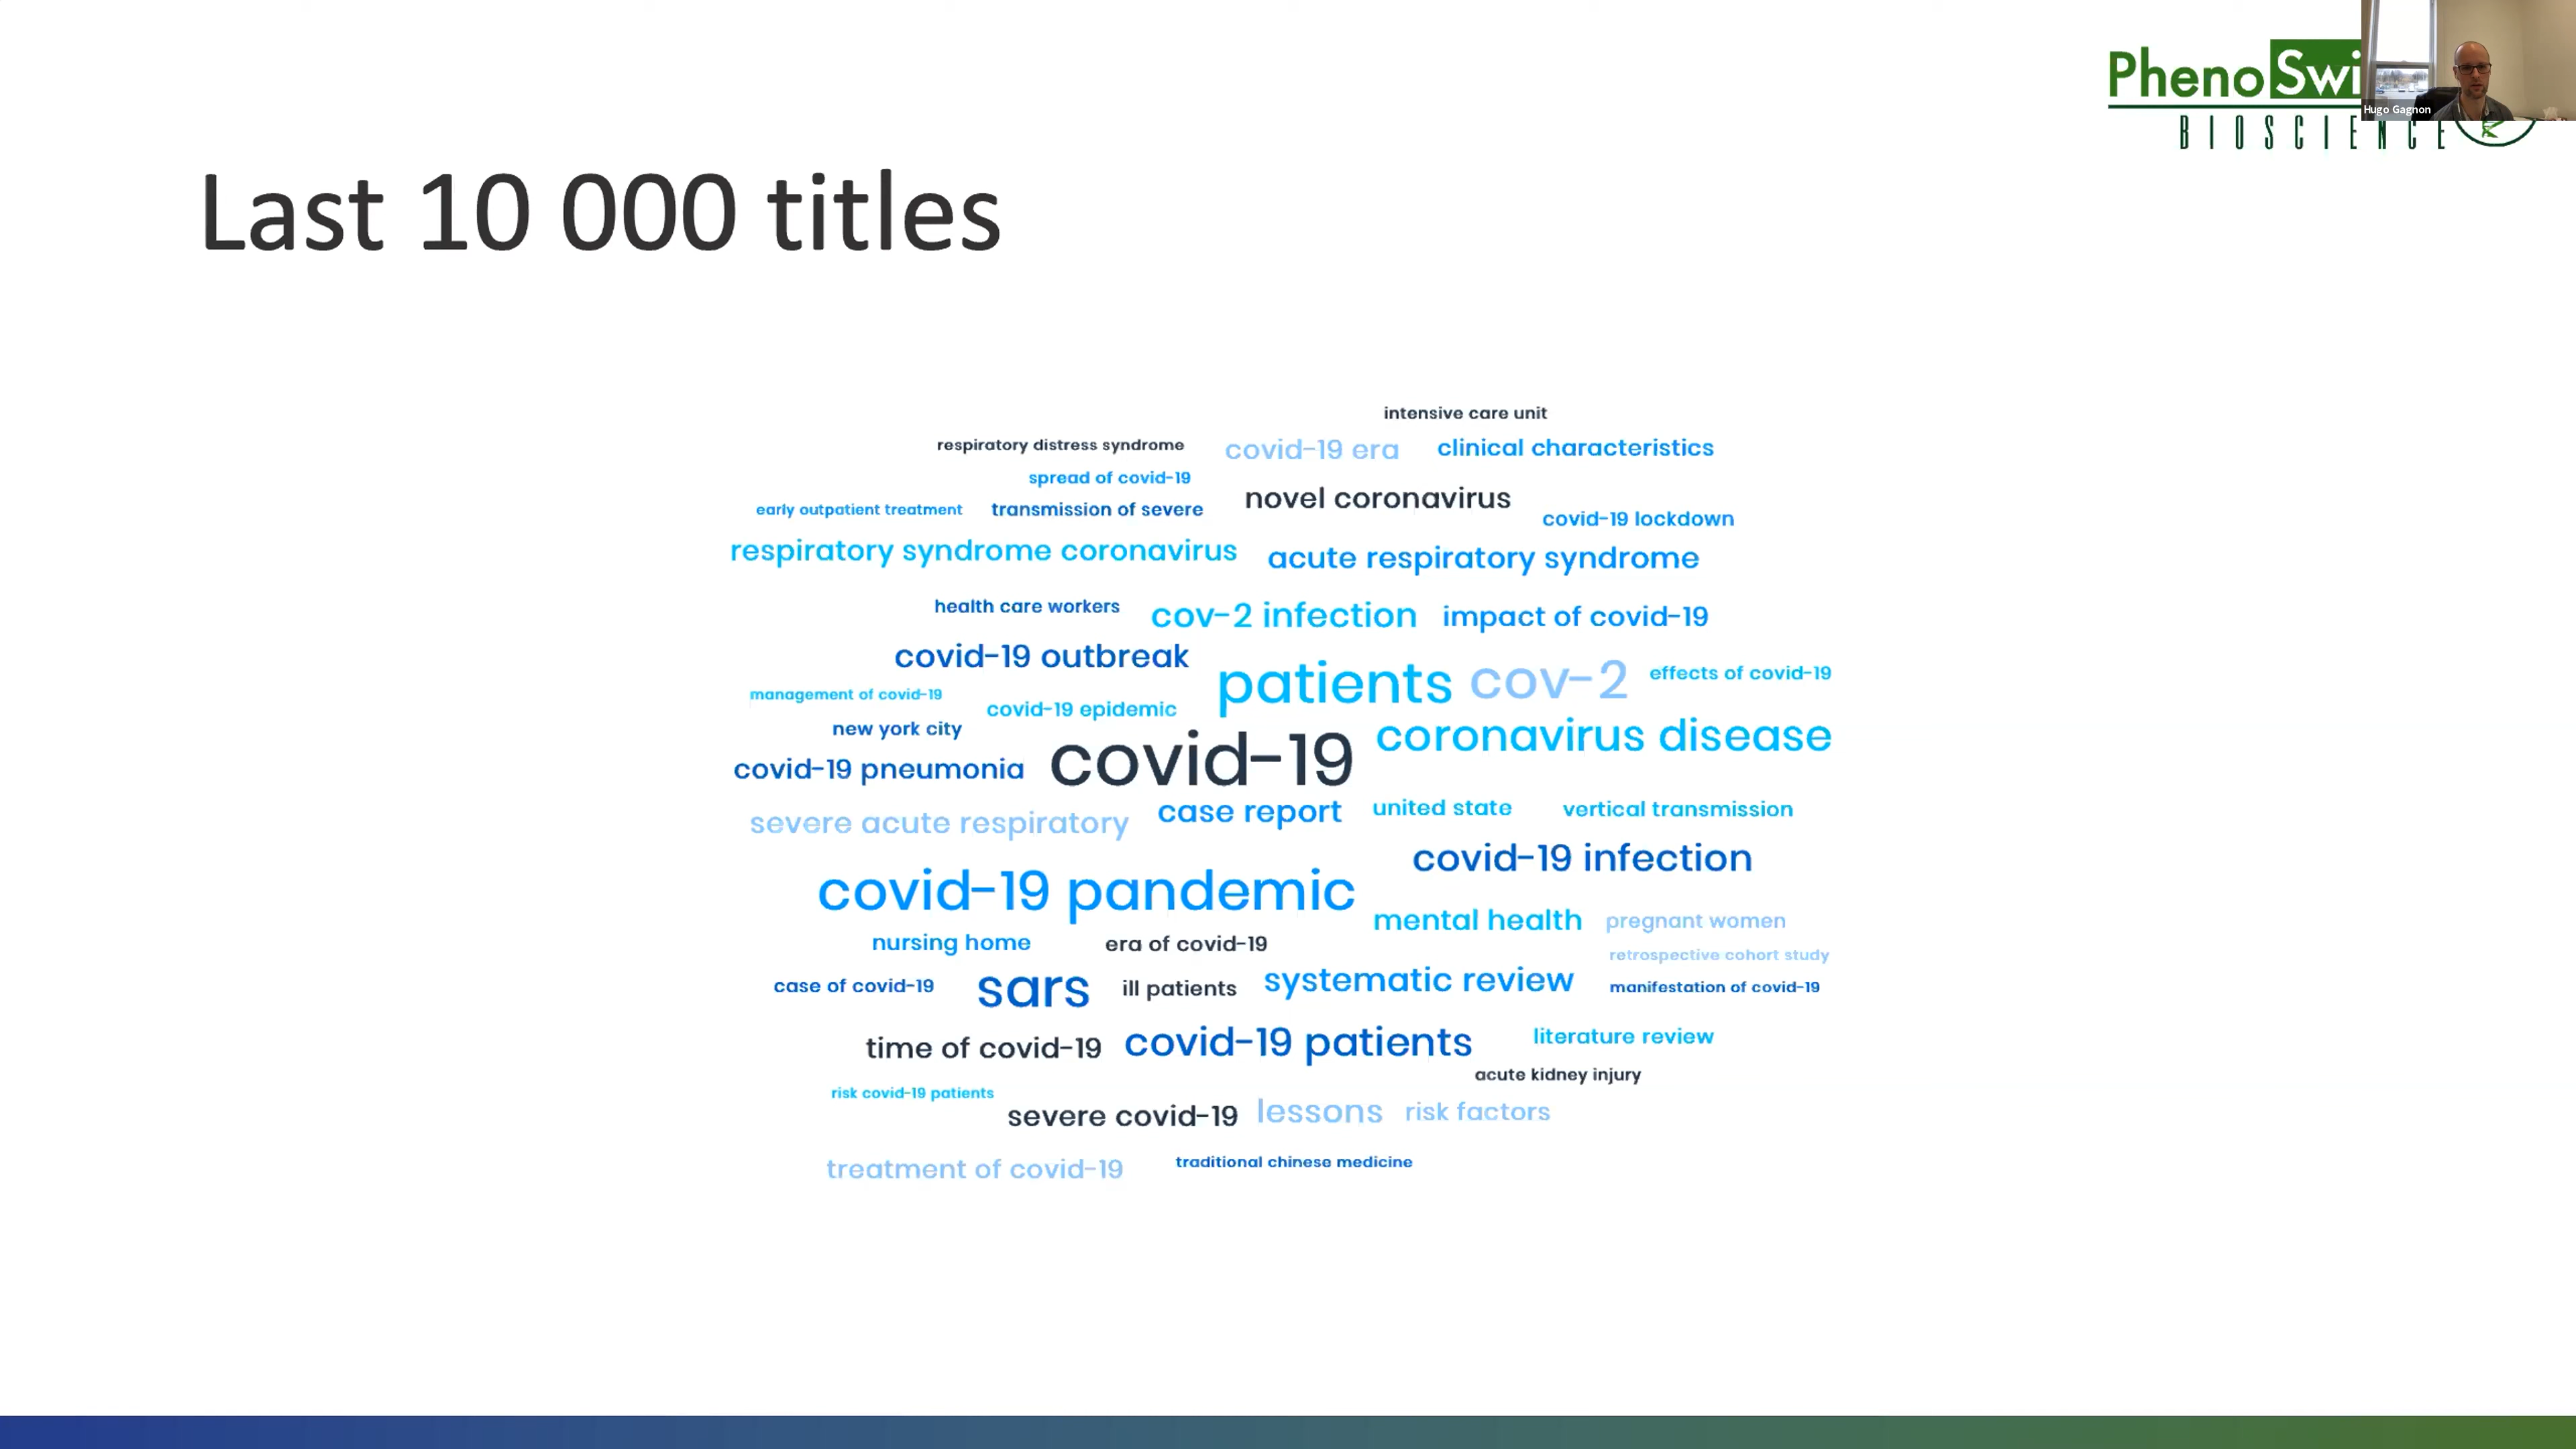 PhenoSwi
Hugo Gagnon
BIOSCIENCE
Last 10 000 titles
intensive care unit
respiratory distress syndrome
covid-19 era
clinical characteristics
spread of covid-19
novel coronavirus
early outpatient treatment
transmission of severe
covid-19 lockdown
respiratory syndrome coronavirus
acute respiratory syndrome
health care workers
cov-2 infection
impact of covid-19
covid-19 outbreak
patients
cov-2
effects of covid-19
management of covid-19
covid-19 epidemic
new york city
covid-19
coronavirus disease
covid-19 pneumonia
severe acute respiratory
case report
united state
vertical transmission
covid-19 infection
covid-19 pandemic
mental health
pregnant women
nursing home
era of covid-19
retrospective cohort study
case of covid-19
sars
ill patients
systematic review
manifestation of covid-19
time of covid-19
covid-19 patients
literature review
acute kidney injury
risk covid-19 patients
severe covid-19
lessons
risk factors
treatment of covid-19
traditional chinese medicine